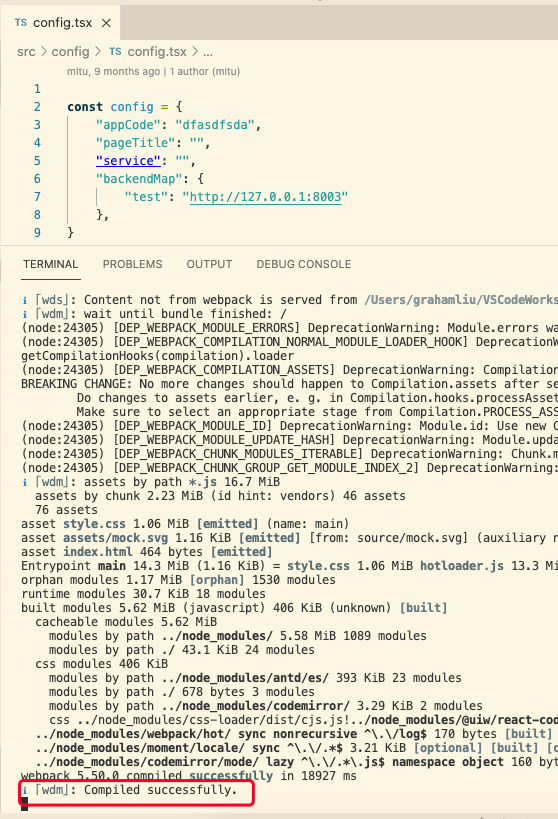 TS config.tsx ×
src > config > TS config.tsx > ...
mitu, 9 months ago | 1 author (mitu)
1
2 const config = {
3 "appCode": "dfasdfsda",
4 "pageTitle": "",
5 "service": "",
6 "backendMap": {
7 "test": "http://127.0.0.1:8003"
8 },
9 }
TERMINAL PROBLEMS OUTPUT DEBUG CONSOLE
i ｢wds｣: Content not from webpack is served from /Users/grahamliu/VSCodeWorks
i ｢wdm｣: wait until bundle finished: /
(node:24305) [DEP_WEBPACK_MODULE_ERRORS] DeprecationWarning: Module.errors wa
(node:24305) [DEP_WEBPACK_COMPILATION_NORMAL_MODULE_LOADER_HOOK] DeprecationW
getCompilationHooks(compilation).loader
(node:24305) [DEP_WEBPACK_COMPILATION_ASSETS] DeprecationWarning: Compilation
BREAKING CHANGE: No more changes should happen to Compilation.assets after se
Do changes to assets earlier, e. g. in Compilation.hooks.processAsset
Make sure to select an appropriate stage from Compilation.PROCESS_ASS
(node:24305) [DEP_WEBPACK_MODULE_ID] DeprecationWarning: Module.id: Use new C
(node:24305) [DEP_WEBPACK_MODULE_UPDATE_HASH] DeprecationWarning: Module.upda
(node:24305) [DEP_WEBPACK_CHUNK_MODULES_ITERABLE] DeprecationWarning: Chunk.m
(node:24305) [DEP_WEBPACK_CHUNK_GROUP_GET_MODULE_INDEX_2] DeprecationWarning:
i ｢wdm｣: assets by path *.js 16.7 MiB
assets by chunk 2.23 MiB (id hint: vendors) 46 assets
76 assets
asset style.css 1.06 MiB [emitted] (name: main)
asset assets/mock.svg 1.16 KiB [emitted] [from: source/mock.svg] (auxiliary n
asset index.html 464 bytes [emitted]
Entrypoint main 14.3 MiB (1.16 KiB) = style.css 1.06 MiB hotloader.js 13.3 Mi
orphan modules 1.17 MiB [orphan] 1530 modules
runtime modules 30.7 KiB 18 modules
built modules 5.62 MiB (javascript) 406 KiB (unknown) [built]
cacheable modules 5.62 MiB
modules by path ../node_modules/ 5.58 MiB 1089 modules
modules by path ./ 43.1 KiB 24 modules
css modules 406 KiB
modules by path ../node_modules/antd/es/ 393 KiB 23 modules
modules by path ./ 678 bytes 3 modules
modules by path ../node_modules/codemirror/ 3.29 KiB 2 modules
css ../node_modules/css-loader/dist/cjs.js!../node_modules/@uiw/react-cod
../node_modules/webpack/hot/ sync nonrecursive ^\.\/log$ 170 bytes [built]
../node_modules/moment/locale/ sync ^\.\/.*$ 3.21 KiB [optional] [built] [c
../node_modules/codemirror/mode/ lazy ^\.\/.*\.js$ namespace object 160 byt
webpack 5.50.0 compiled successfully in 18927 ms
i ｢wdm｣: Compiled successfully.